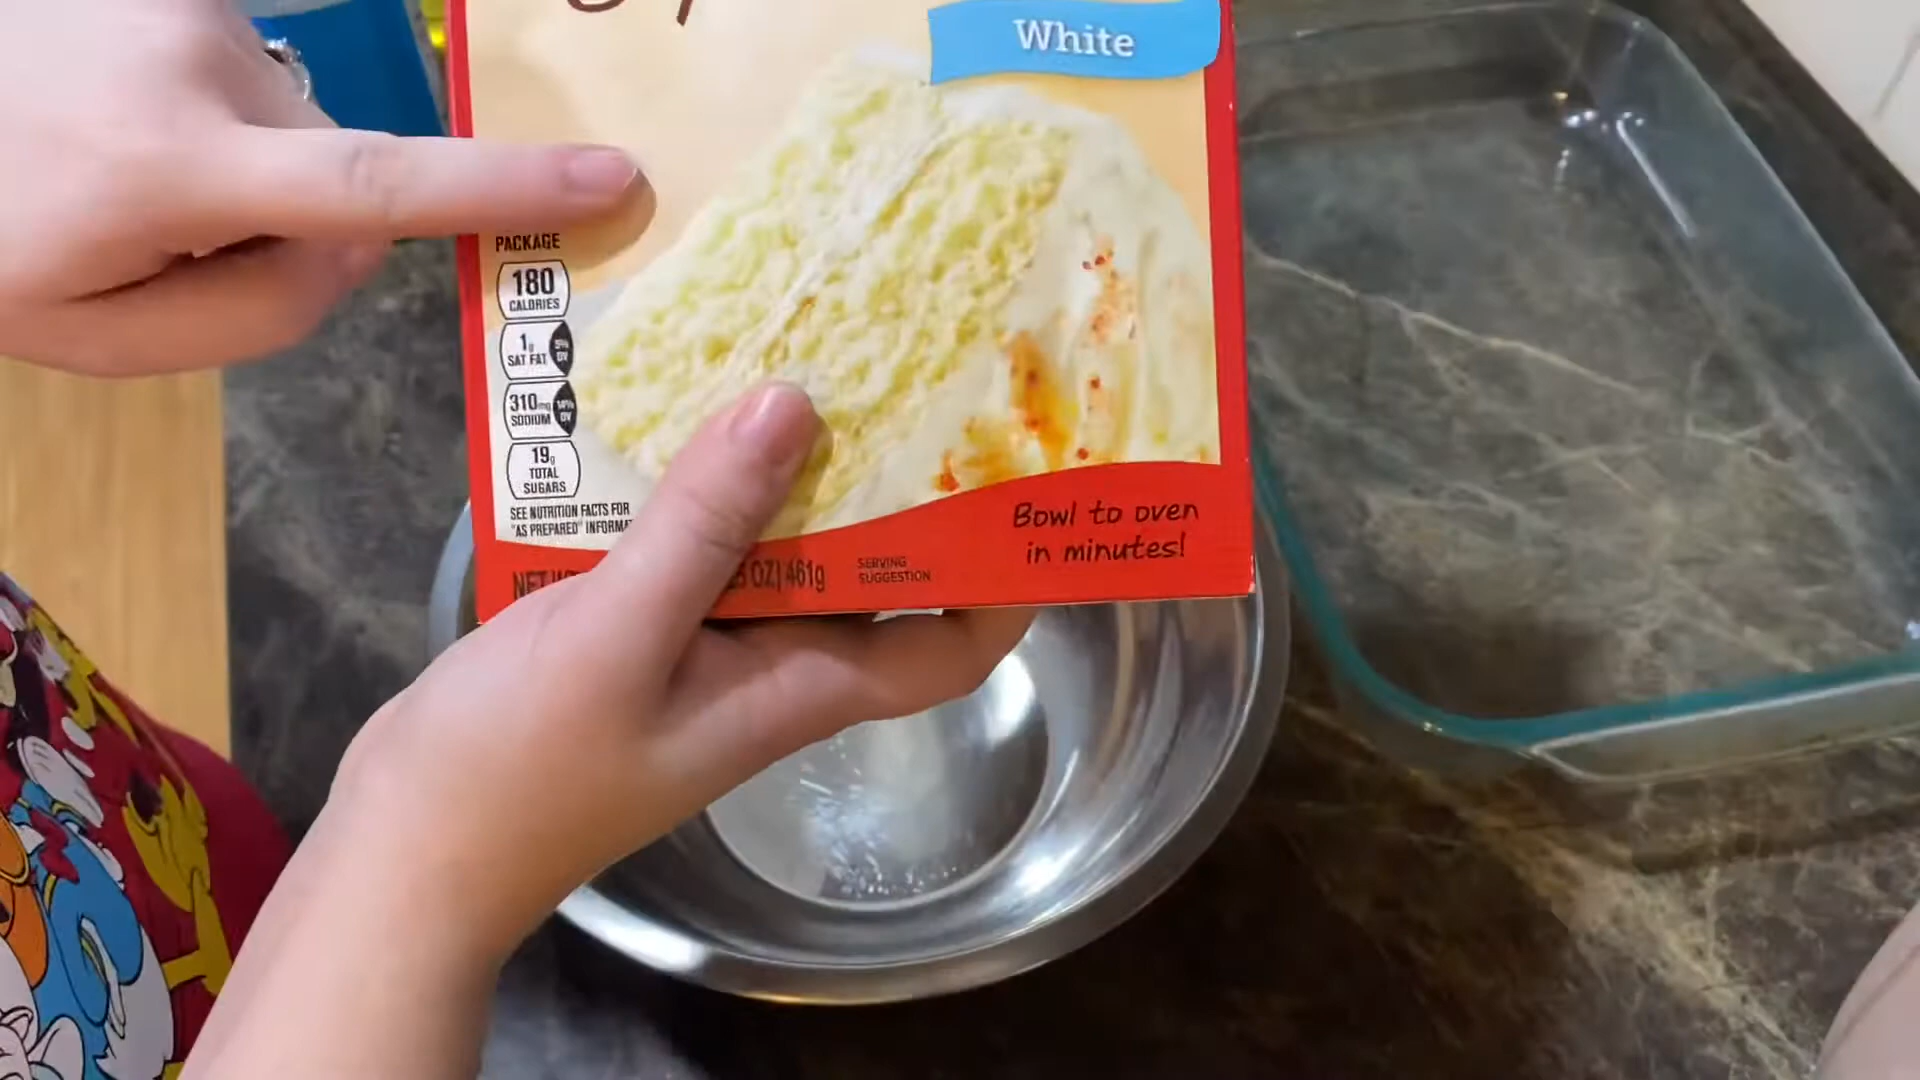 White
PACKAGE
180
CALORIES
1g
SAT FAT
5%
DV
310mg
SODIUM
14%
DV
19g
TOTAL
SUGARS
SEE NUTRITION FACTS FOR
"AS PREPARED"
NET
OZ) 461g
SERVING
SUGGESTION
Bowl to oven
in minutes!